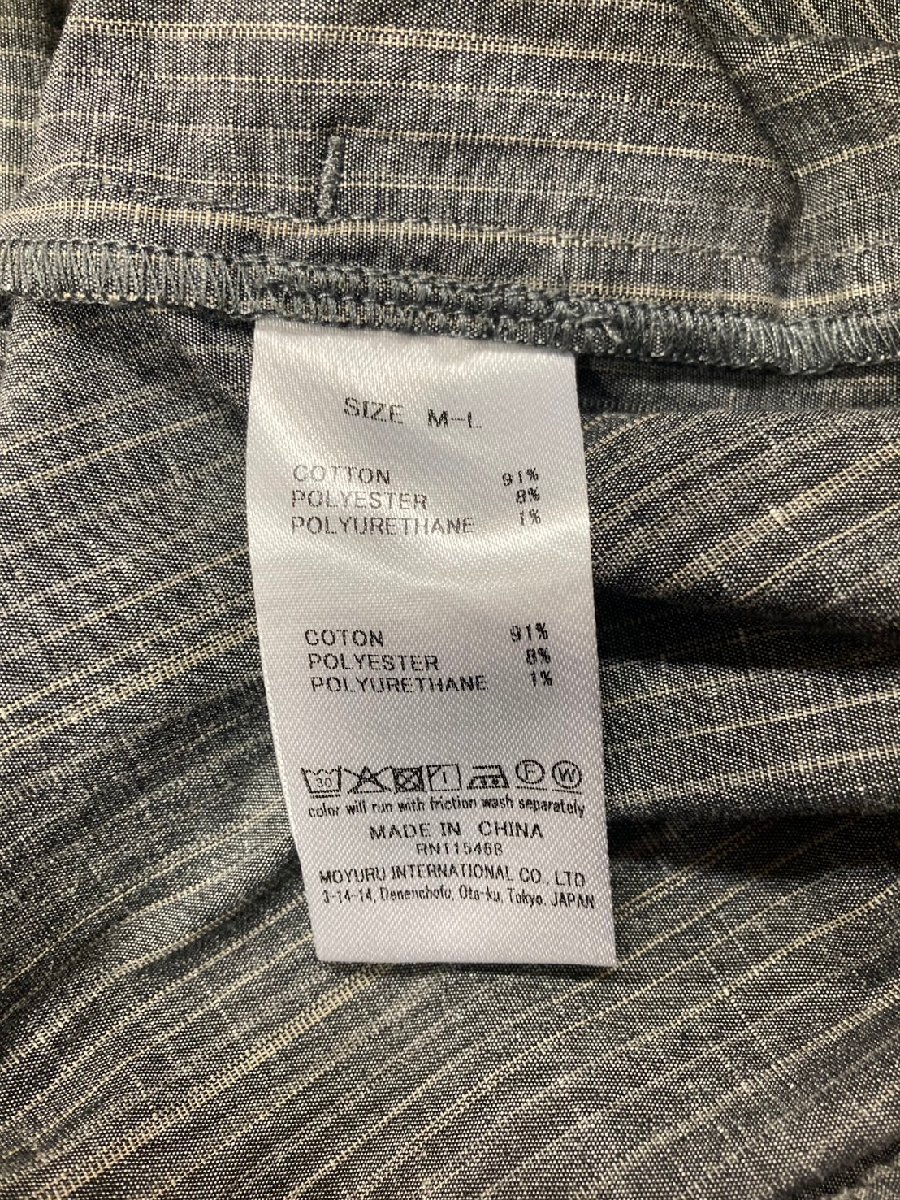 SIZE M-L
COTTON 91%
POLYESTER 8%
POLYURETHANE 1%
COTON 91%
POLYESTER 8%
POLYURETHANE 1%
30 F W
color will run with friction wash separately
MADE IN CHINA
RN115468
MOYURU INTERNATIONAL CO., LTD
3-14-14, Denenchofu, Ota-ku, Tokyo, JAPAN